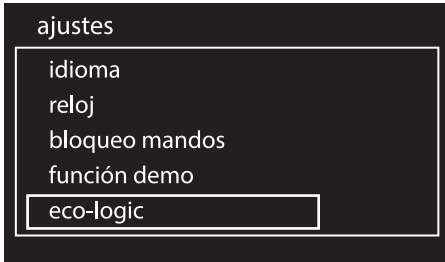 ajustes
idioma
reloj
bloqueo mandos
función demo
eco-logic